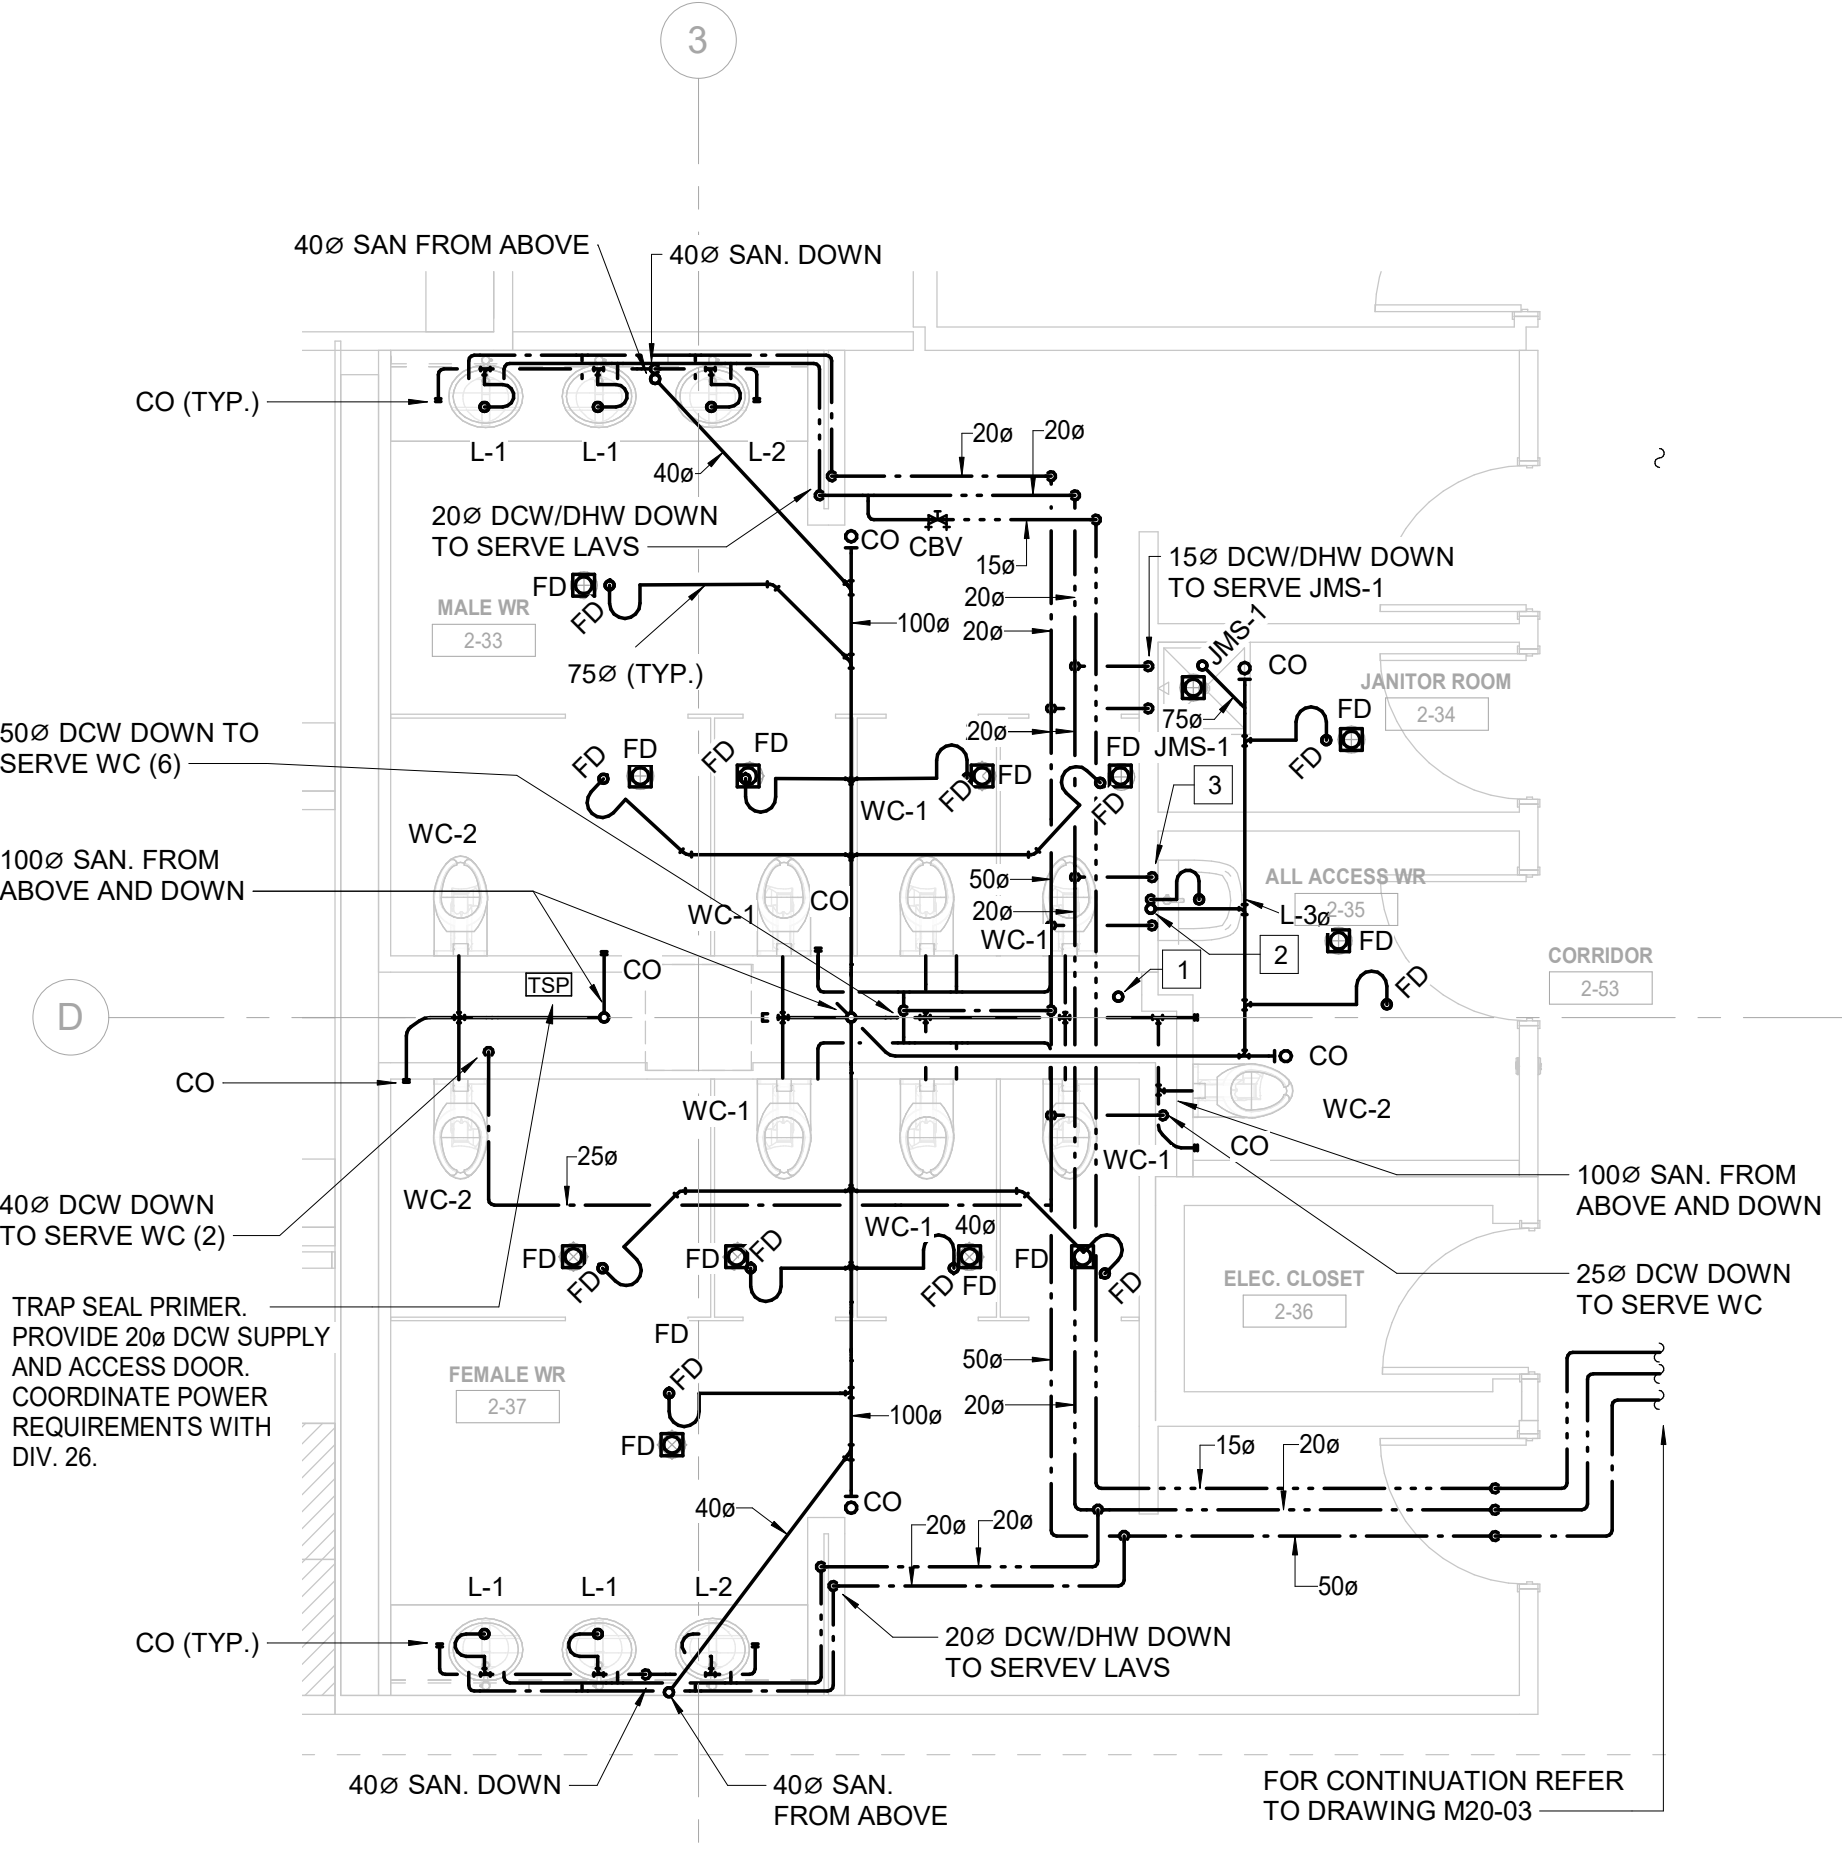 3
40Ø SAN FROM ABOVE
40Ø SAN. DOWN
CO (TYP.)
L-1
L-1
L-2
40ø
20ø
20ø
20Ø DCW/DHW DOWN
TO SERVE LAVS
CO
CBV
15ø
15Ø DCW/DHW DOWN
TO SERVE JMS-1
FD
FD
MALE WR
2-33
100ø
20ø
20ø
JMS-1
CO
75Ø (TYP.)
JANITOR ROOM
2-34
75ø
FD
FD
50Ø DCW DOWN TO
SERVE WC (6)
20ø
FD
FD
FD
FD
FD
FD
FD
FD
JMS-1
3
WC-1
WC-2
100Ø SAN. FROM
ABOVE AND DOWN
50ø
20ø
WC-1
CO
WC-1
ALL ACCESS WR
2-35
L-3ø
FD
FD
2
1
CORRIDOR
2-53
CO
TSP
D
CO
CO
WC-1
WC-2
CO
WC-1
100Ø SAN. FROM
ABOVE AND DOWN
25ø
WC-2
40Ø DCW DOWN
TO SERVE WC (2)
WC-1
40ø
FD
FD
FD
FD
FD
FD
FD
FD
ELEC. CLOSET
2-36
25Ø DCW DOWN
TO SERVE WC
TRAP SEAL PRIMER.
PROVIDE 20ø DCW SUPPLY
AND ACCESS DOOR.
COORDINATE POWER
REQUIREMENTS WITH
DIV. 26.
FD
FD
FEMALE WR
2-37
50ø
20ø
100ø
FD
15ø
20ø
40ø
CO
20ø
20ø
50ø
L-1
L-1
L-2
CO (TYP.)
20Ø DCW/DHW DOWN
TO SERVEV LAVS
40Ø SAN. DOWN
40Ø SAN.
FROM ABOVE
FOR CONTINUATION REFER
TO DRAWING M20-03